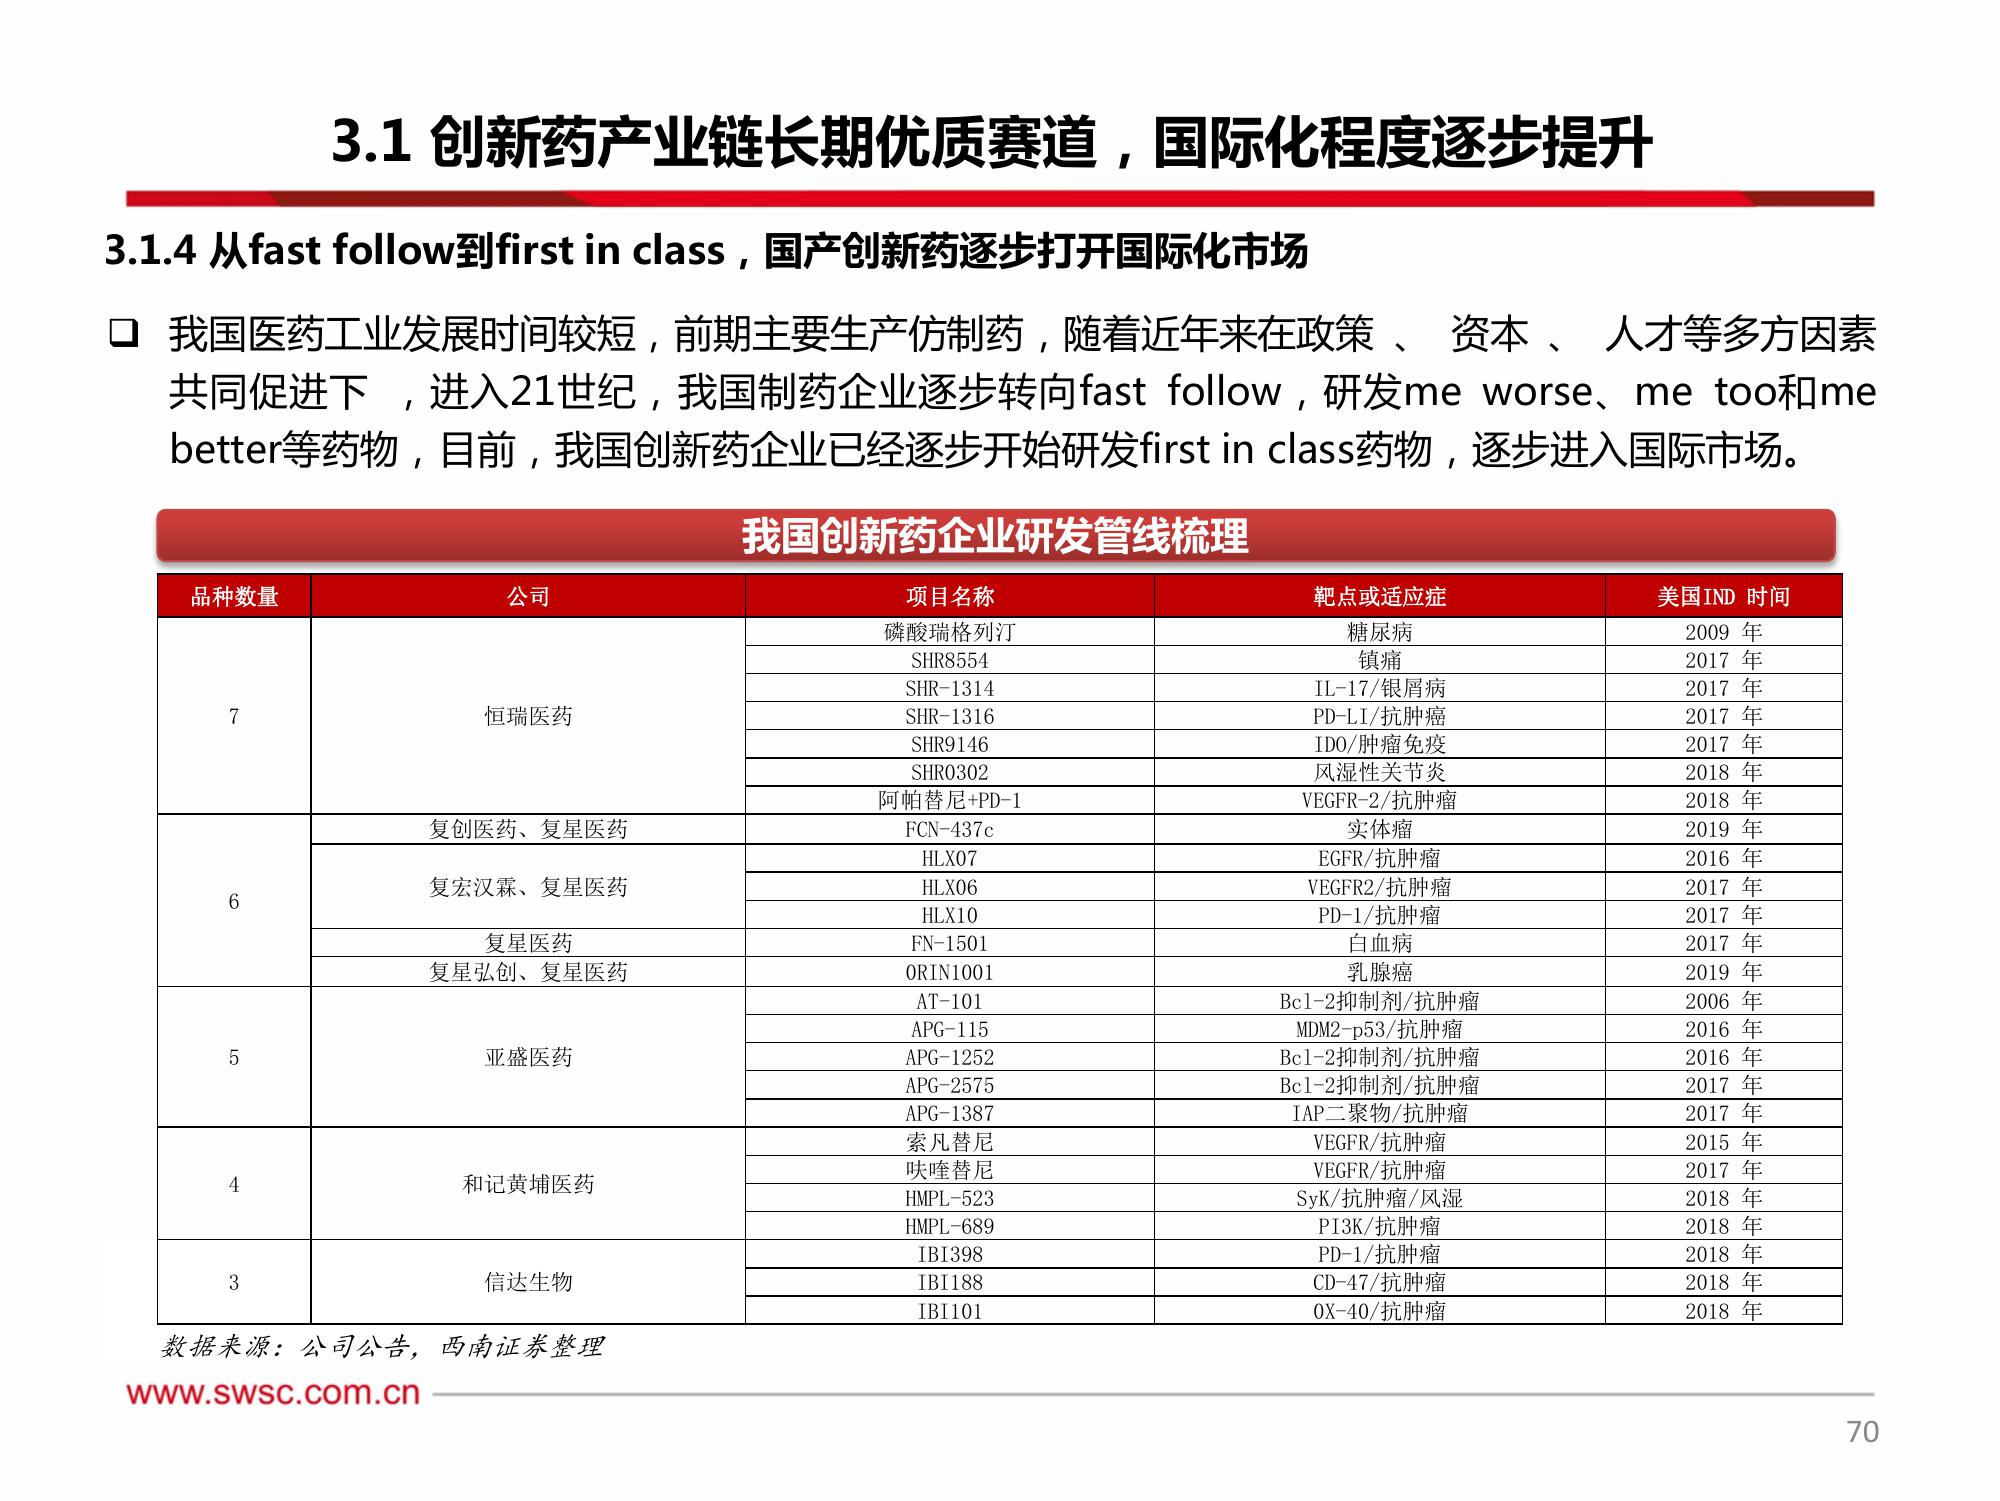 3.1 创新药产业链长期优质赛道，国际化程度逐步提升
3.1.4 从fast follow到first in class，国产创新药逐步打开国际化市场
我国医药工业发展时间较短，前期主要生产仿制药，随着近年来在政策 、 资本 、 人才等多方因素
共同促进下 ，进入21世纪，我国制药企业逐步转向fast follow，研发me worse、me too和me
better等药物，目前，我国创新药企业已经逐步开始研发first in class药物，逐步进入国际市场。
我国创新药企业研发管线梳理
品种数量 公司 项目名称 靶点或适应症 美国IND 时间
7 恒瑞医药 磷酸瑞格列汀 糖尿病 2009 年
SHR8554 镇痛 2017 年
SHR-1314 IL-17/银屑病 2017 年
SHR-1316 PD-LI/抗肿癌 2017 年
SHR9146 IDO/肿瘤免疫 2017 年
SHR0302 风湿性关节炎 2018 年
阿帕替尼+PD-1 VEGFR-2/抗肿瘤 2018 年
6 复创医药、复星医药 FCN-437c 实体瘤 2019 年
复宏汉霖、复星医药 HLX07 EGFR/抗肿瘤 2016 年
HLX06 VEGFR2/抗肿瘤 2017 年
HLX10 PD-1/抗肿瘤 2017 年
复星医药 FN-1501 白血病 2017 年
复星弘创、复星医药 ORIN1001 乳腺癌 2019 年
5 亚盛医药 AT-101 Bcl-2抑制剂/抗肿瘤 2006 年
APG-115 MDM2-p53/抗肿瘤 2016 年
APG-1252 Bcl-2抑制剂/抗肿瘤 2016 年
APG-2575 Bcl-2抑制剂/抗肿瘤 2017 年
APG-1387 IAP二聚物/抗肿瘤 2017 年
4 和记黄埔医药 索凡替尼 VEGFR/抗肿瘤 2015 年
呋喹替尼 VEGFR/抗肿瘤 2017 年
HMPL-523 SyK/抗肿瘤/风湿 2018 年
HMPL-689 PI3K/抗肿瘤 2018 年
3 信达生物 IBI398 PD-1/抗肿瘤 2018 年
IBI188 CD-47/抗肿瘤 2018 年
IBI101 OX-40/抗肿瘤 2018 年
数据来源：公司公告，西南证券整理
www.swsc.com.cn
70